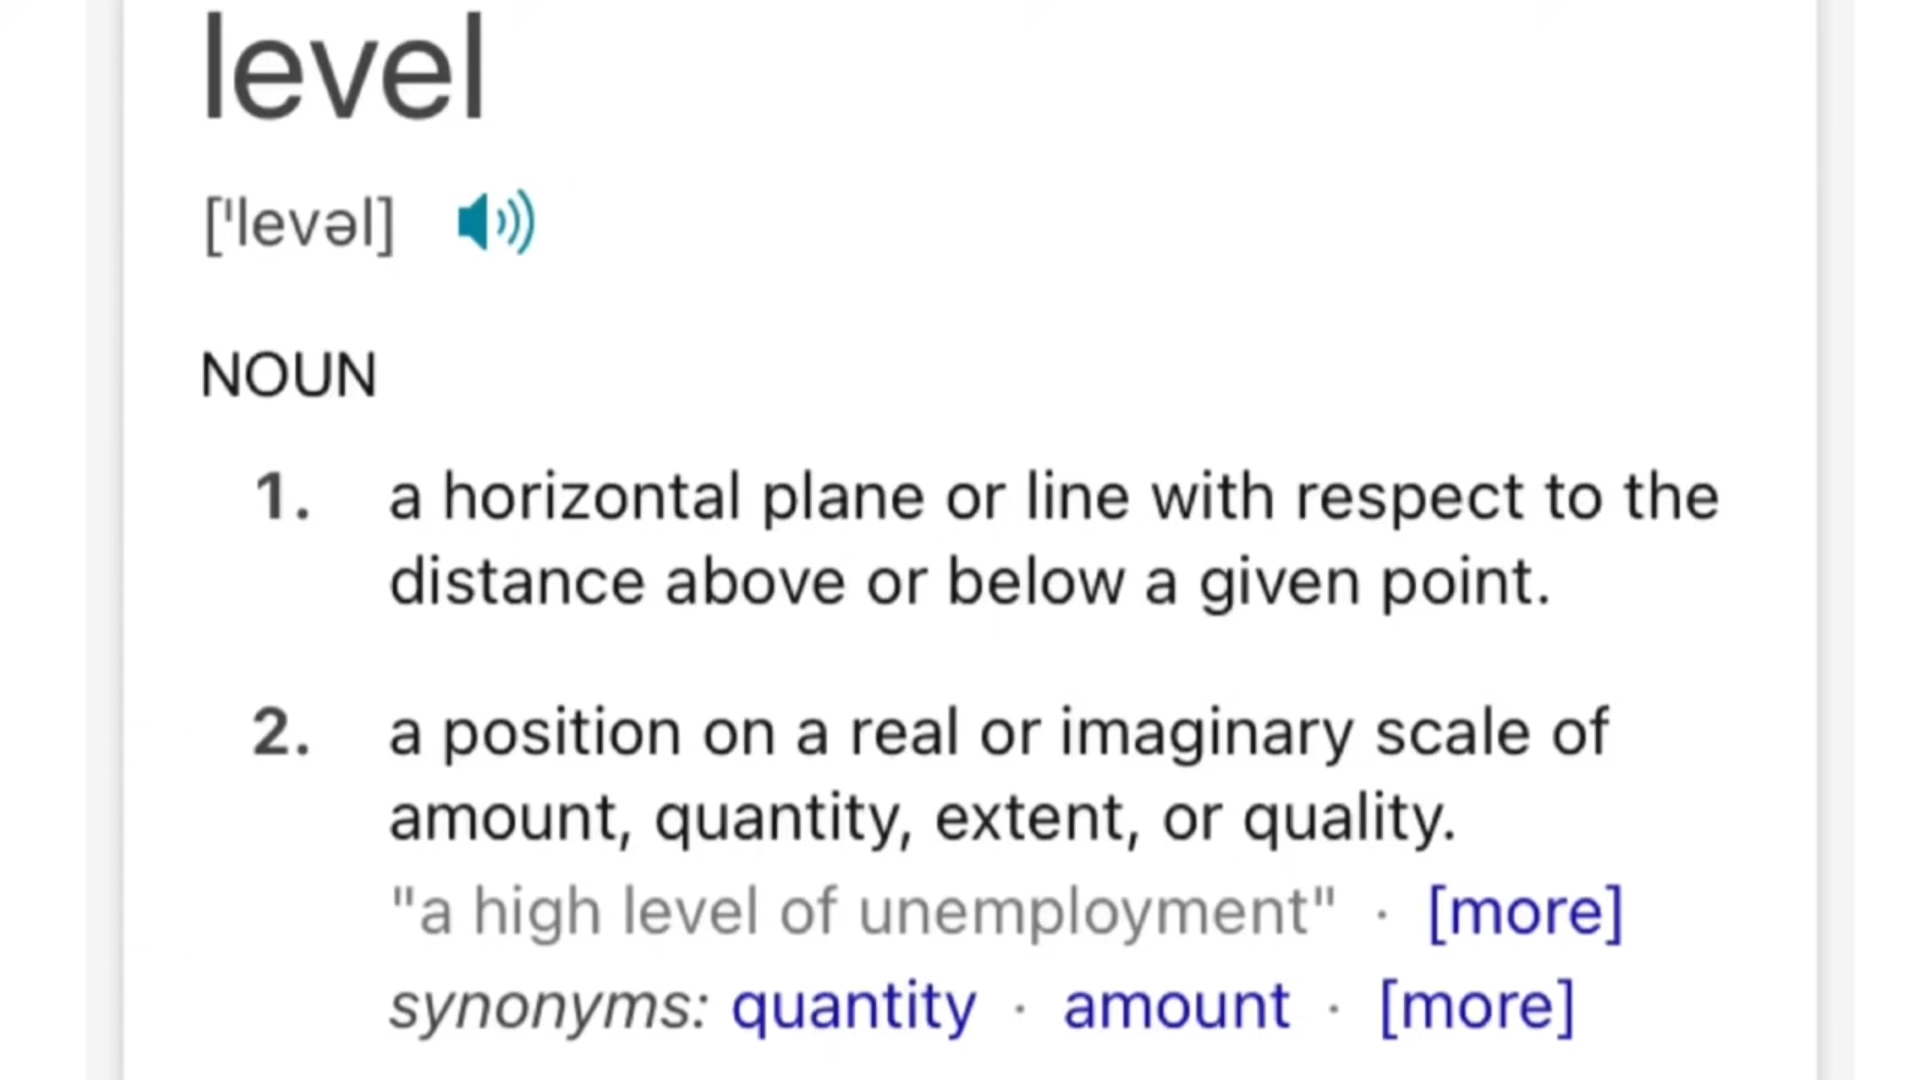 level
['levəl]
NOUN
1. a horizontal plane or line with respect to the
distance above or below a given point.
2. a position on a real or imaginary scale of
amount, quantity, extent, or quality.
"a high level of unemployment" · [more]
synonyms: quantity · amount · [more]